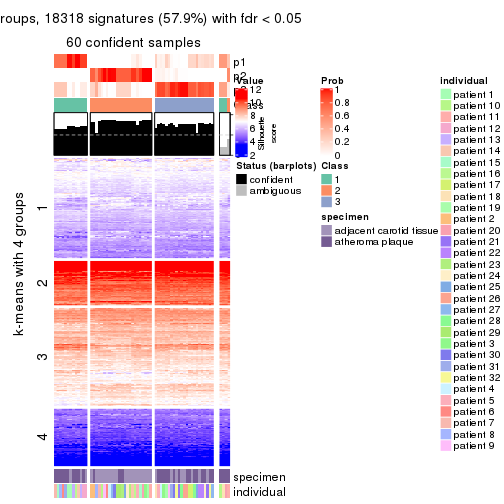 roups, 18318 signatures (57.9%) with fdr < 0.05
60 confident samples
p1
p2
p3
Class
Silhouette
score
k-means with 4 groups
1
2
3
4
specimen
individual
Value
12
10
8
6
4
2
Prob
1
0.8
0.6
0.4
0.2
0
Status (barplots)
confident
ambiguous
Class
1
2
3
specimen
adjacent carotid tissue
atheroma plaque
individual
patient 1
patient 10
patient 11
patient 12
patient 13
patient 14
patient 15
patient 16
patient 17
patient 18
patient 19
patient 2
patient 20
patient 21
patient 22
patient 23
patient 24
patient 25
patient 26
patient 27
patient 28
patient 29
patient 3
patient 30
patient 31
patient 32
patient 4
patient 5
patient 6
patient 7
patient 8
patient 9